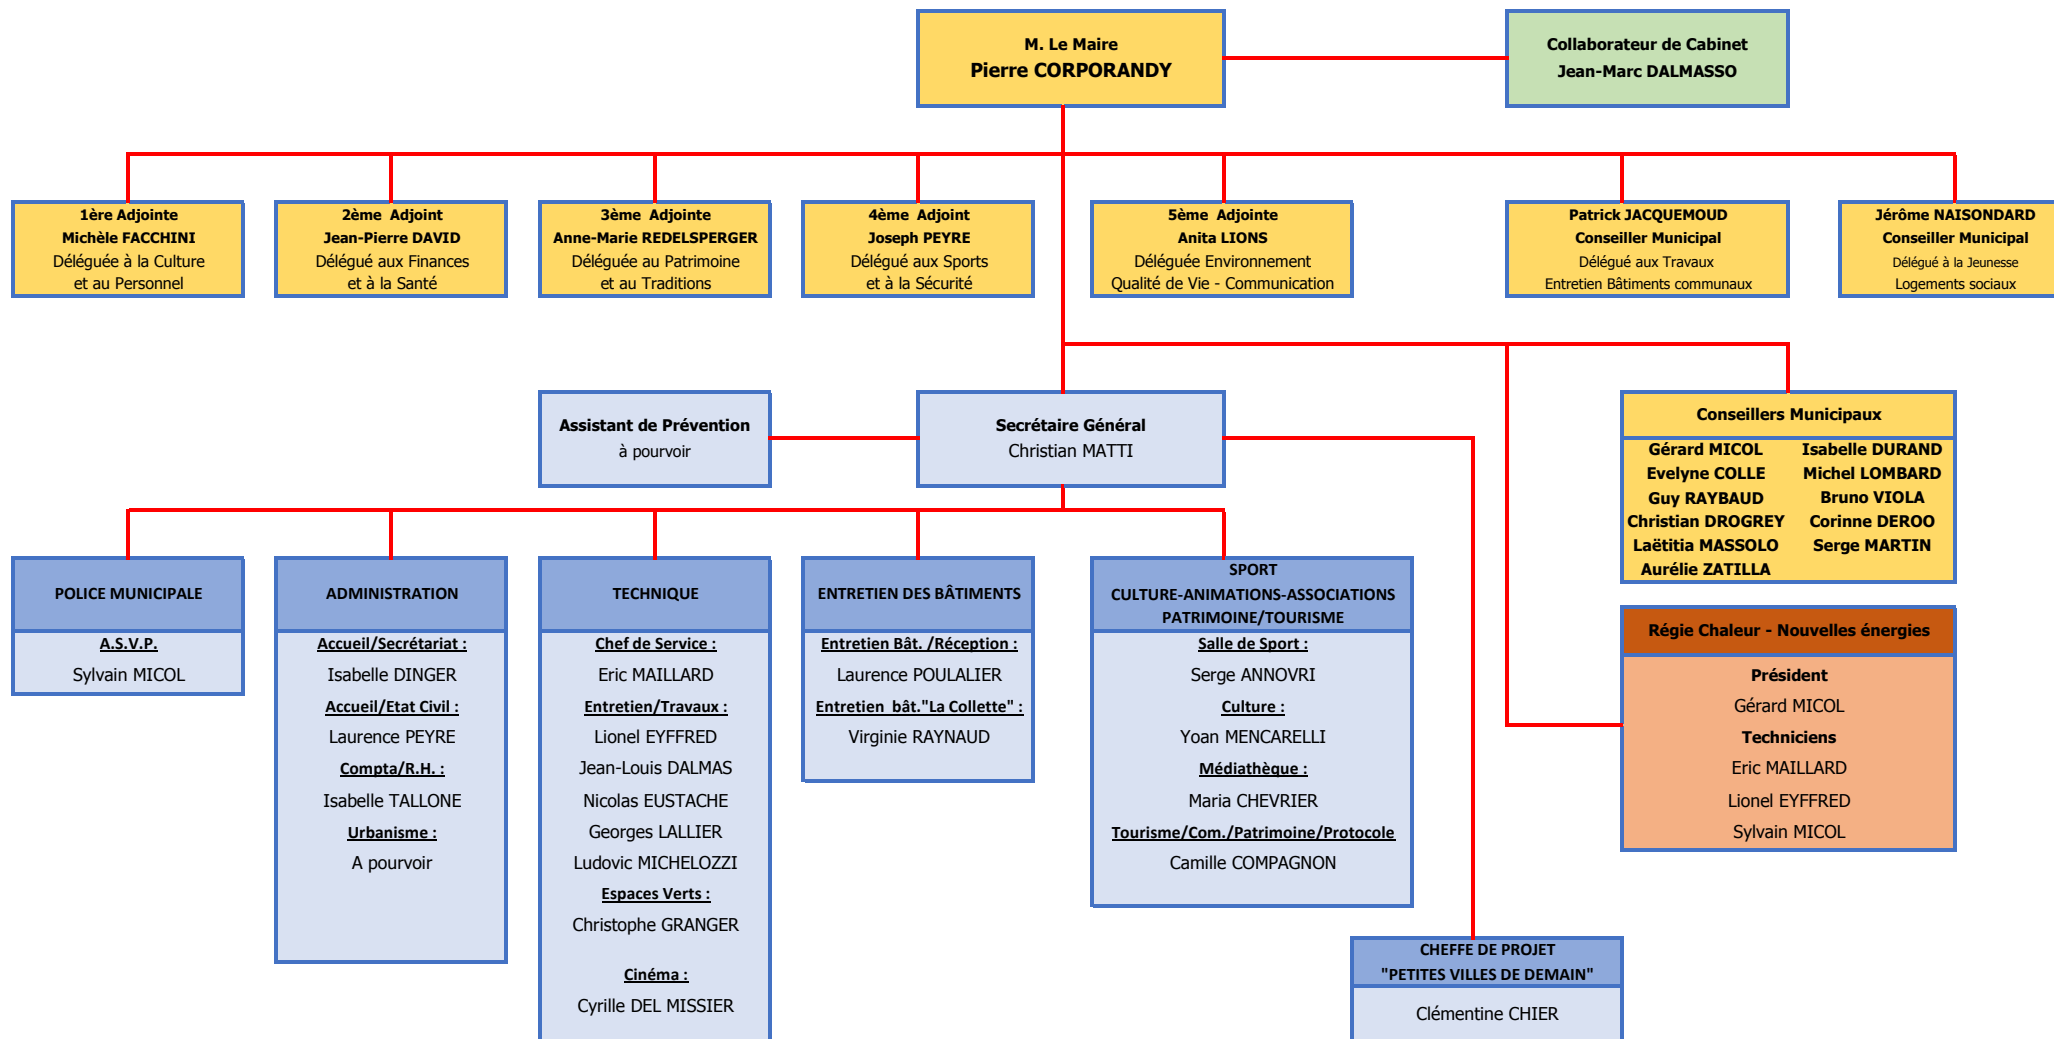 M. Le Maire
Pierre CORPORANDY
Collaborateur de Cabinet
Jean-Marc DALMASSO
1ère Adjointe
Michèle FACCHINI
Déléguée à la Culture
et au Personnel
2ème  Adjoint
Jean-Pierre DAVID
Délégué aux Finances
et à la Santé
3ème  Adjointe
Anne-Marie REDELSPERGER
Déléguée au Patrimoine
et au Traditions
4ème  Adjoint
Joseph PEYRE
Délégué aux Sports
et à la Sécurité
5ème  Adjointe
Anita LIONS
Déléguée Environnement
Qualité de Vie - Communication
Patrick JACQUEMOUD
Conseiller Municipal
Délégué aux Travaux
Entretien Bâtiments communaux
Jérôme NAISONDARD
Conseiller Municipal
Délégué à la Jeunesse
Logements sociaux
Assistant de Prévention
à pourvoir
Secrétaire Général
Christian MATTI
Conseillers Municipaux
Gérard MICOL Isabelle DURAND
Evelyne COLLE Michel LOMBARD
Guy RAYBAUD Bruno VIOLA
Christian DROGREY Corinne DEROO
Laëtitia MASSOLO Serge MARTIN
Aurélie ZATILLA
POLICE MUNICIPALE
A.S.V.P.
Sylvain MICOL
ADMINISTRATION
Accueil/Secrétariat :
Isabelle DINGER
Accueil/Etat Civil :
Laurence PEYRE
Compta/R.H. :
Isabelle TALLONE
Urbanisme :
A pourvoir
TECHNIQUE
Chef de Service :
Eric MAILLARD
Entretien/Travaux :
Lionel EYFFRED
Jean-Louis DALMAS
Nicolas EUSTACHE
Georges LALLIER
Ludovic MICHELOZZI
Espaces Verts :
Christophe GRANGER
Cinéma :
Cyrille DEL MISSIER
ENTRETIEN DES BÂTIMENTS
Entretien Bât. /Réception :
Laurence POULALIER
Entretien  bât."La Collette" :
Virginie RAYNAUD
SPORT
CULTURE-ANIMATIONS-ASSOCIATIONS
PATRIMOINE/TOURISME
Salle de Sport :
Serge ANNOVRI
Culture :
Yoan MENCARELLI
Médiathèque :
Maria CHEVRIER
Tourisme/Com./Patrimoine/Protocole
Camille COMPAGNON
Régie Chaleur - Nouvelles énergies
Président
Gérard MICOL
Techniciens
Eric MAILLARD
Lionel EYFFRED
Sylvain MICOL
CHEFFE DE PROJET
"PETITES VILLES DE DEMAIN"
Clémentine CHIER